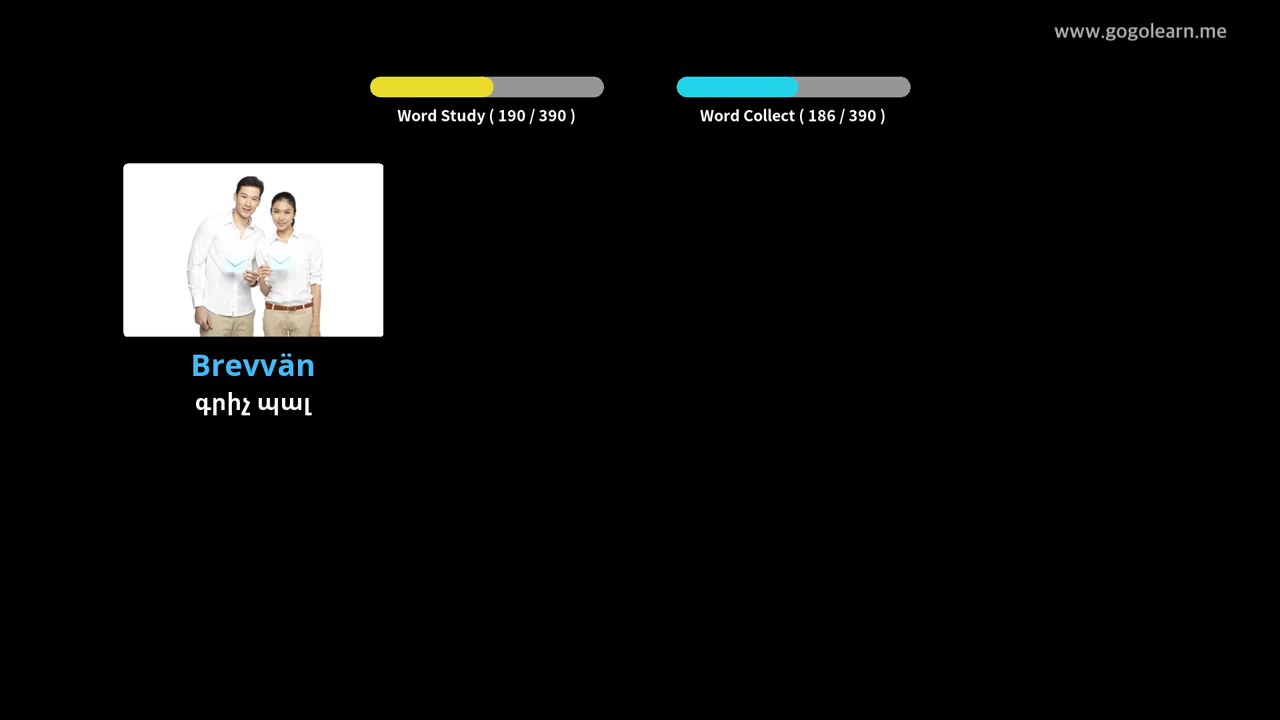 www.gogolearn.me
Word Study ( 190 / 390 )
Word Collect ( 186 / 390 )
Brevvän
գրիչ պալ